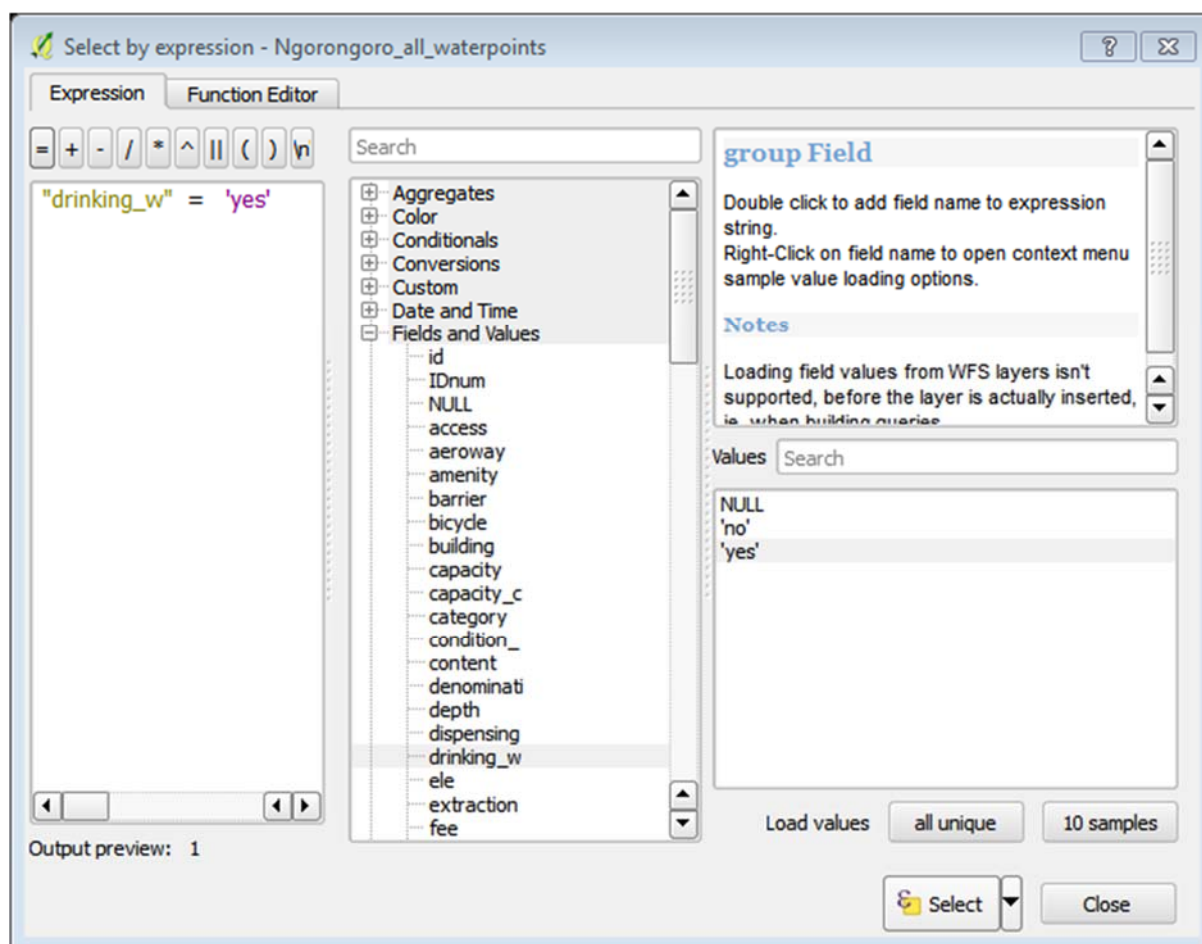 Select by expression - Ngorongoro_all_waterpoints
Expression
Function Editor
= + - / * ^ || ( ) \n
"drinking_w" = 'yes'
Output preview: 1
Search
Aggregates
Color
Conditionals
Conversions
Custom
Date and Time
Fields and Values
id
IDnum
NULL
access
aeroway
amenity
barrier
bicycle
building
capacity
capacity_c
category
condition_
content
denominati
depth
dispensing
drinking_w
ele
extraction
fee
group Field
Double click to add field name to expression
string.
Right-Click on field name to open context menu
sample value loading options.
Notes
Loading field values from WFS layers isn't
supported, before the layer is actually inserted,
ie. when building queries.
Values Search
NULL
'no'
'yes'
Load values all unique 10 samples
Select Close